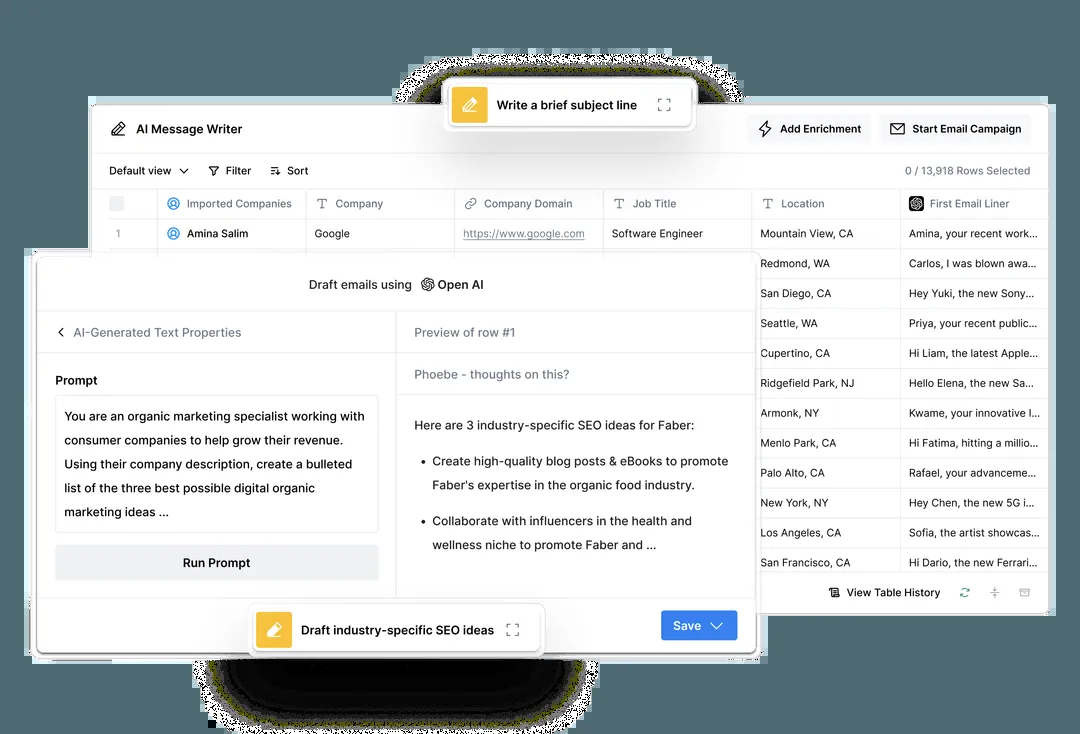 Write a brief subject line
AI Message Writer
Add Enrichment
Start Email Campaign
Default view
Filter
Sort
0 / 13,918 Rows Selected
Imported Companies
Company
Company Domain
Job Title
Location
First Email Liner
1
Amina Salim
Google
https://www.google.com
Software Engineer
Mountain View, CA
Amina, your recent work...
Redmond, WA
Carlos, I was blown awa...
San Diego, CA
Hey Yuki, the new Sony...
Seattle, WA
Priya, your recent public...
Cupertino, CA
Hi Liam, the latest Apple...
Ridgefield Park, NJ
Hello Elena, the new Sa...
Armonk, NY
Kwame, your innovative I...
Menlo Park, CA
Hi Fatima, hitting a millio...
Palo Alto, CA
Rafael, your advanceme...
New York, NY
Hey Chen, the new 5G i...
Los Angeles, CA
Sofia, the artist showcas...
San Francisco, CA
Hi Dario, the new Ferrari...
View Table History
Draft emails using Open AI
AI-Generated Text Properties
Prompt
You are an organic marketing specialist working with
consumer companies to help grow their revenue.
Using their company description, create a bulleted
list of the three best possible digital organic
marketing ideas ...
Run Prompt
Preview of row #1
Phoebe - thoughts on this?
Here are 3 industry-specific SEO ideas for Faber:
• Create high-quality blog posts & eBooks to promote
Faber's expertise in the organic food industry.
• Collaborate with influencers in the health and
wellness niche to promote Faber and ...
Draft industry-specific SEO ideas
Save